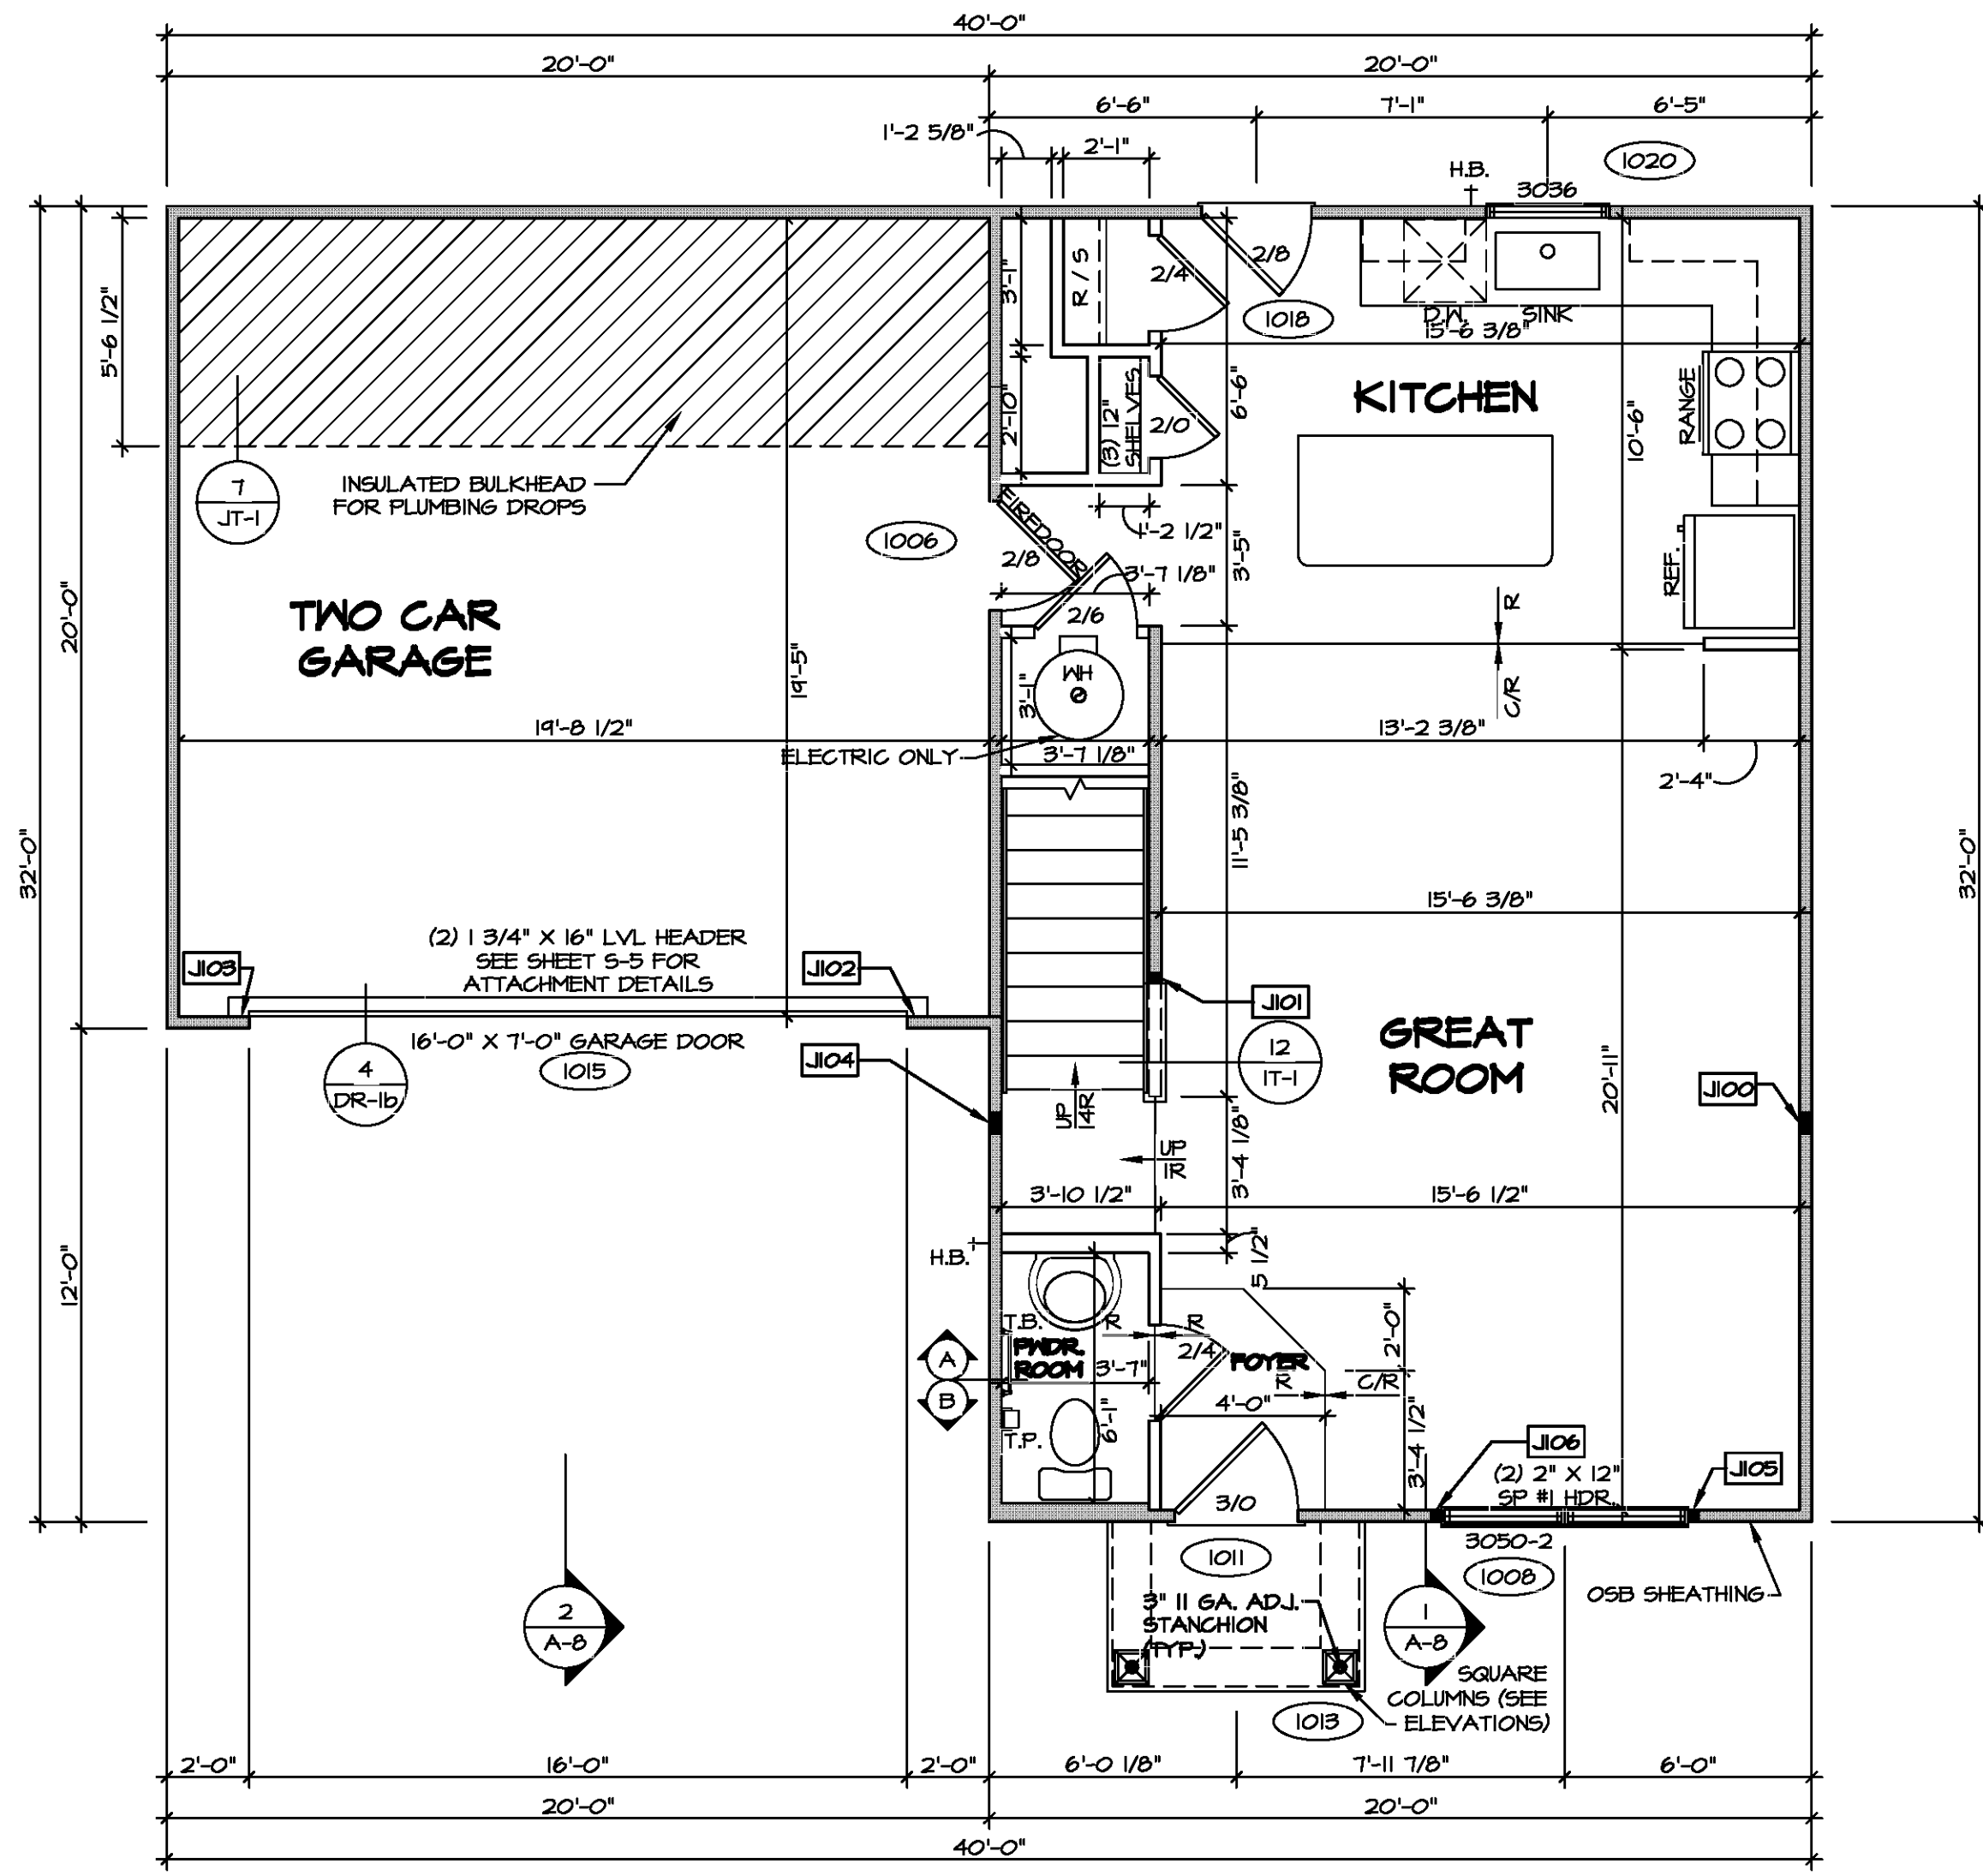 40'-0"
20'-0" 20'-0"
6'-6" 7'-1" 6'-5"
1'-2 5/8" 2'-1"
1020
H.B.
3036
R / S
2/4
2/8
3'-1"
5'-6 1/2"
1018
D.W. SINK
15'-6 3/8"
KITCHEN
RANGE
6'-6"
10'-6"
2'-10"
(3) 12"
SHELVES
2/0
7
JT-1
INSULATED BULKHEAD
FOR PLUMBING DROPS
1006
FIREDOOR
2/8
1'-2 1/2"
3'-5"
3'-7 1/8"
2/6
REF.
R
C/R
TWO CAR
GARAGE
20'-0"
19'-5"
WH
3'-1"
19'-8 1/2"
13'-2 3/8"
ELECTRIC ONLY
3'-7 1/8"
2'-4"
11'-5 3/8"
32'-0"
32'-0"
15'-6 3/8"
(2) 1 3/4" X 16" LVL HEADER
SEE SHEET S-5 FOR
ATTACHMENT DETAILS
J103
J102
J101
16'-0" X 7'-0" GARAGE DOOR
1015
4
DR-1b
J104
12
IT-1
GREAT
ROOM
20'-11"
J100
UP
14R
UP
1R
3'-4 1/8"
3'-10 1/2"
15'-6 1/2"
12'-0"
H.B.
5 1/2"
T.B.
R R
2/4
PWDR.
ROOM
3'-7"
FOYER
2'-0"
A
B
R C/R
4'-0"
T.P.
6'-1"
3'-4 1/2"
J106
(2) 2" X 12"
SP #1 HDR.
J105
3/0
3050-2
1011
1008
OSB SHEATHING
3" 11 GA. ADJ.
STANCHION
(TYP.)
2
A-8
1
A-8
SQUARE
COLUMNS (SEE
ELEVATIONS)
1013
2'-0" 16'-0" 2'-0" 6'-0 1/8" 7'-11 7/8" 6'-0"
20'-0" 20'-0"
40'-0"